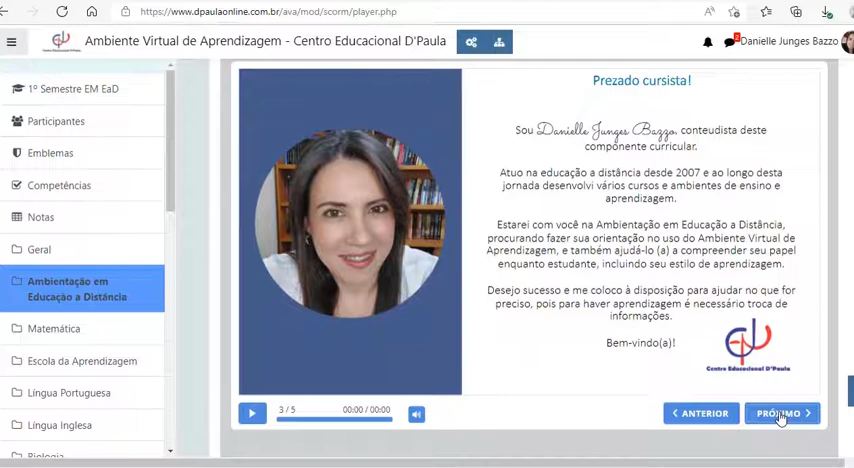 https://www.dpaulaonline.com.br/ava/mod/scorm/player.php
Ambiente Virtual de Aprendizagem - Centro Educacional D'Paula
2
Danielle Junges Bazzo
1º Semestre EM EaD
Participantes
Emblemas
Competências
Notas
Geral
Ambientação em
Educação a Distância
Matemática
Escola da Aprendizagem
Língua Portuguesa
Língua Inglesa
Biologia
Prezado cursista!
Sou Danielle Junges Bazzo, conteudista deste
componente curricular.
Atuo na educação a distância desde 2007 e ao longo desta
jornada desenvolvi vários cursos e ambientes de ensino e
aprendizagem.
Estarei com você na Ambientação em Educação a Distância,
procurando fazer sua orientação no uso do Ambiente Virtual de
Aprendizagem, e também ajudá-lo (a) a compreender seu papel
enquanto estudante, incluindo seu estilo de aprendizagem.
Desejo sucesso e me coloco à disposição para ajudar no que for
preciso, pois para haver aprendizagem é necessário troca de
informações.
Bem-vindo(a)!
Centro Educacional D'Paula
3 / 5
00:00 / 00:00
ANTERIOR
PRÓXIMO